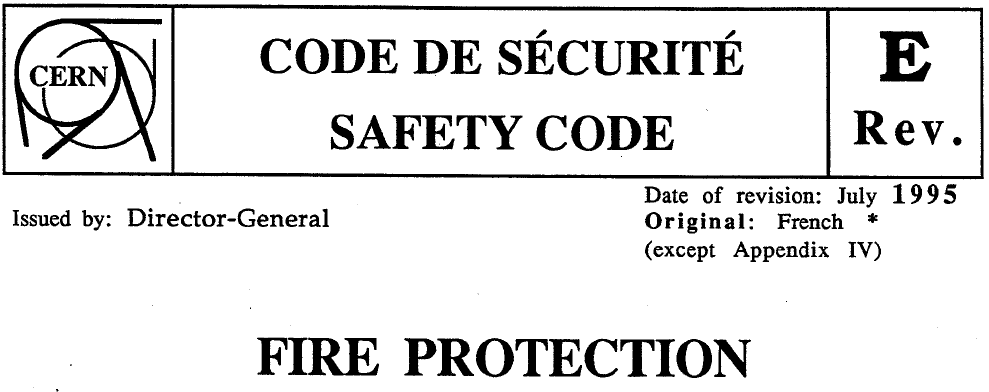 CERN
CODE DE SÉCURITÉ
SAFETY CODE
E
Rev.
Issued by: Director-General
Date of revision: July 1995
Original: French *
(except Appendix IV)
FIRE PROTECTION